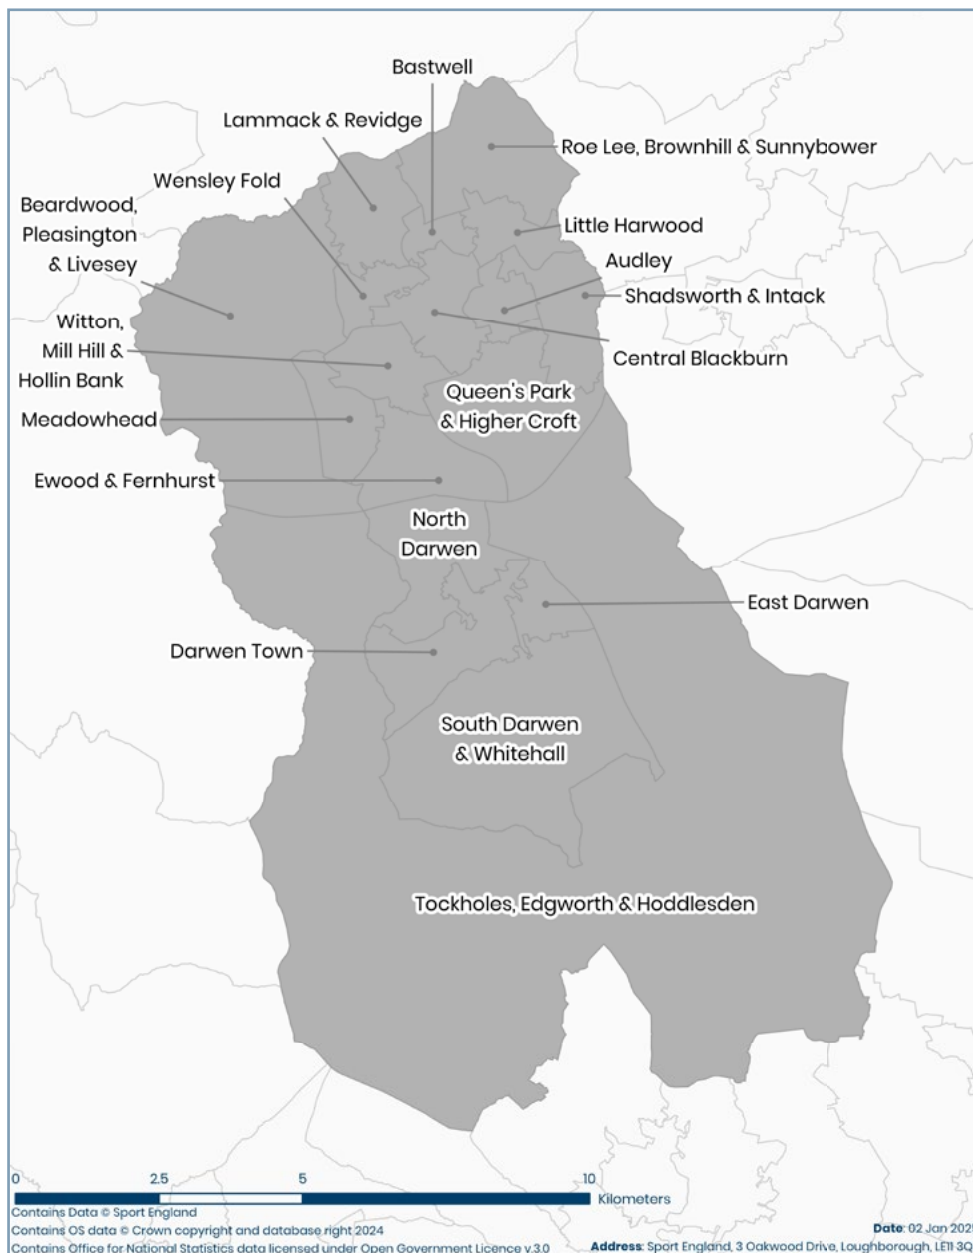 Bastwell
Lammack & Revidge
Roe Lee, Brownhill & Sunnybower
Wensley Fold
Beardwood,
Pleasington
& Livesey
Little Harwood
Audley
Shadsworth & Intack
Witton,
Mill Hill &
Hollin Bank
Central Blackburn
Queen's Park
& Higher Croft
Meadowhead
Ewood & Fernhurst
North
Darwen
East Darwen
Darwen Town
South Darwen
& Whitehall
Tockholes, Edgworth & Hoddlesden
0 2.5 5 10
Kilometers
Contains Data © Sport England
Contains OS data © Crown copyright and database right 2024
Date: 02 Jan 2025
Contains Office for National Statistics data licensed under Open Government Licence v.3.0
Address: Sport England, 3 Oakwood Drive, Loughborough, LE11 3Q